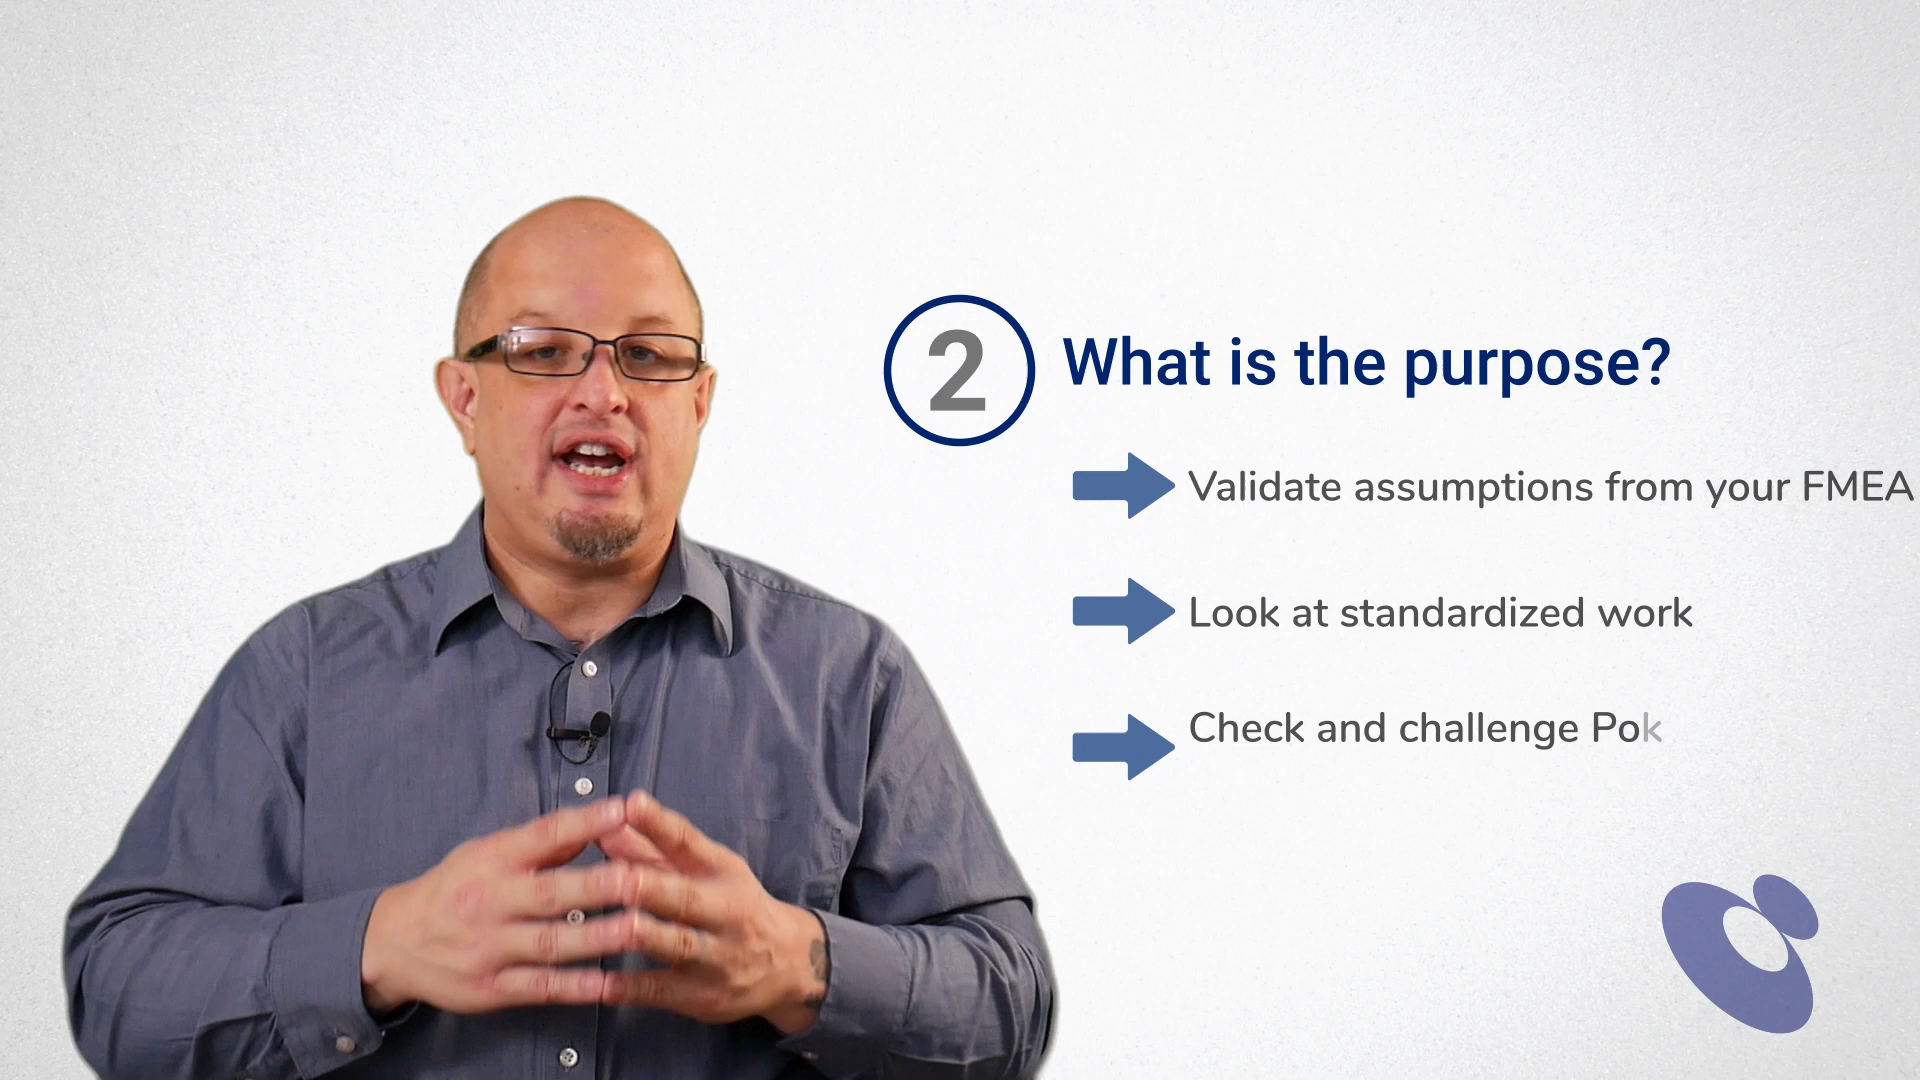 2
What is the purpose?
Validate assumptions from your FMEA
Look at standardized work
Check and challenge Pok